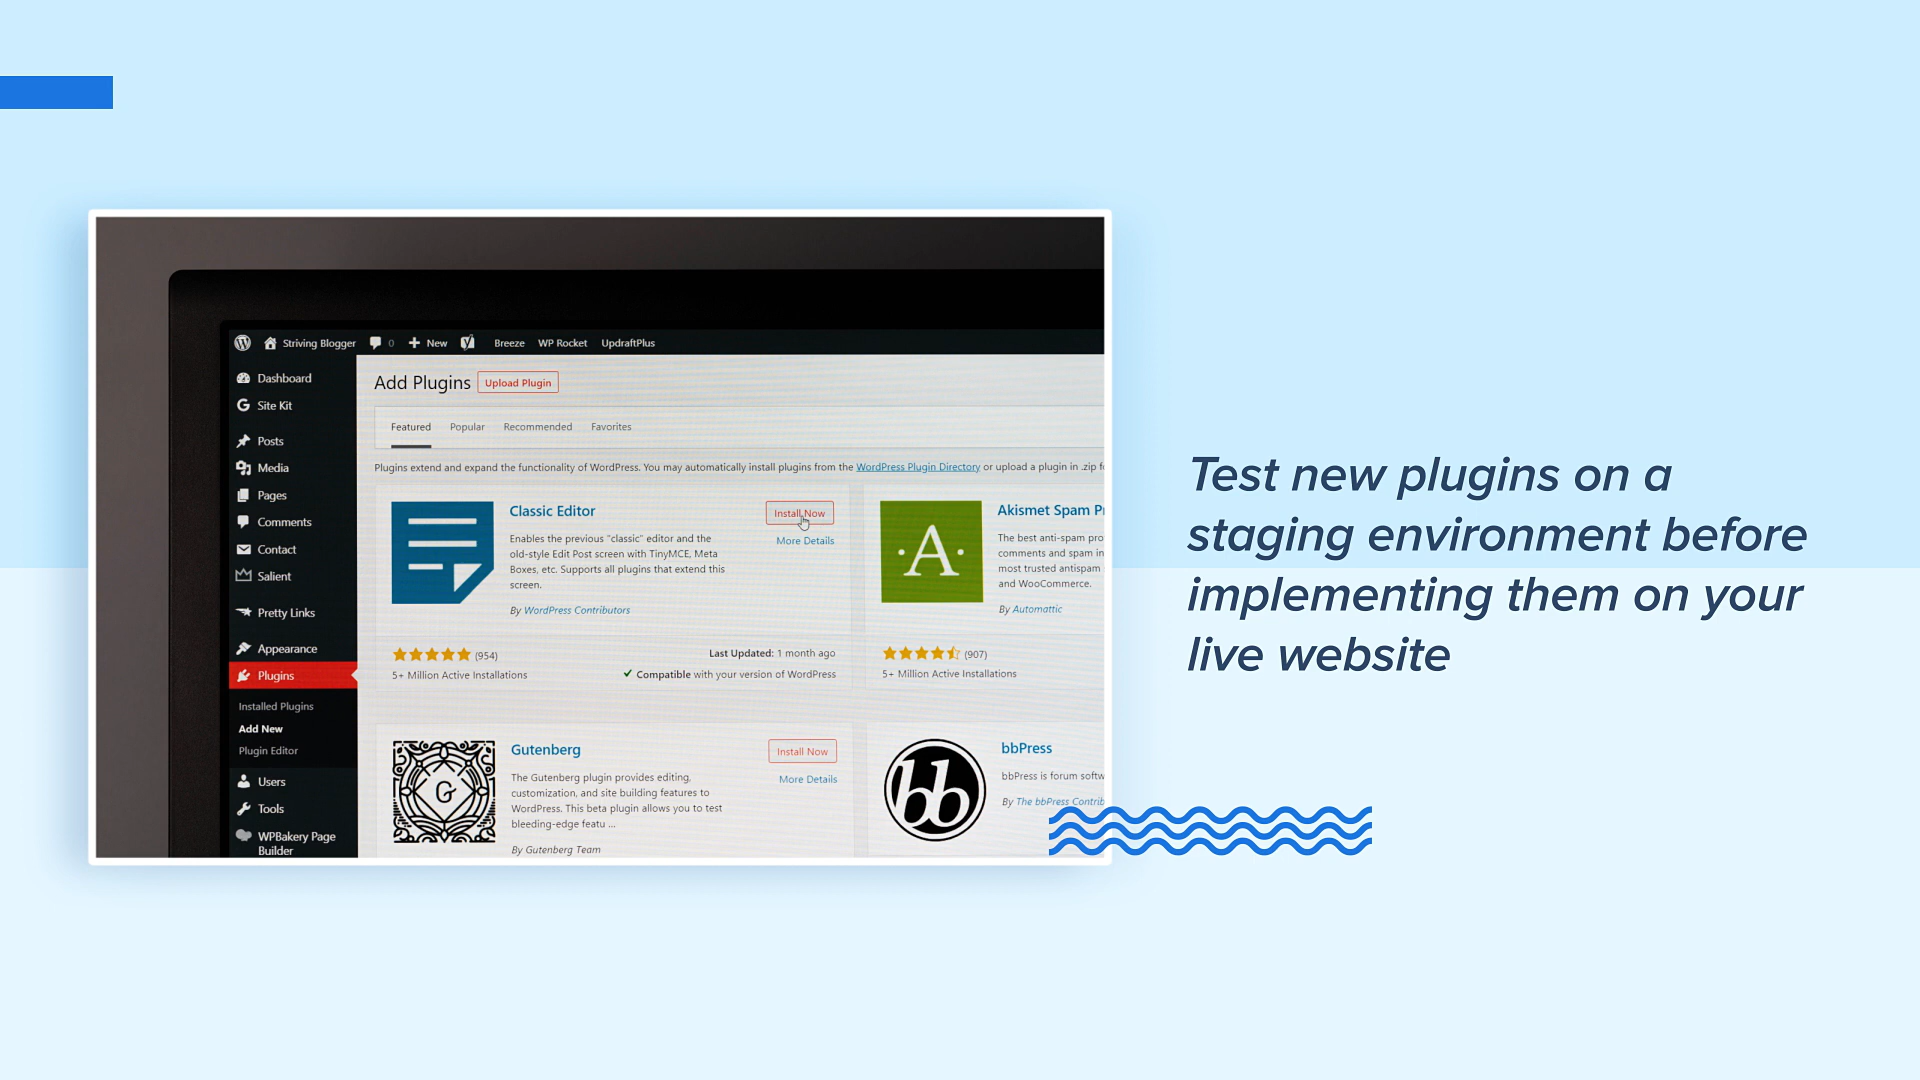 Striving Blogger
0
New
Breeze
WP Rocket
UpdraftPlus
Dashboard
Site Kit
Posts
Media
Pages
Comments
Contact
Salient
Pretty Links
Appearance
Plugins
Installed Plugins
Add New
Plugin Editor
Users
Tools
WPBakery Page
Builder
Add Plugins
Upload Plugin
Featured
Popular
Recommended
Favorites
Plugins extend and expand the functionality of WordPress. You may automatically install plugins from the WordPress Plugin Directory or upload a plugin in .zip
Classic Editor
Install Now
More Details
Enables the previous "classic" editor and the
old-style Edit Post screen with TinyMCE, Meta
Boxes, etc. Supports all plugins that extend this
screen.
By WordPress Contributors
(954)
5+ Million Active Installations
Last Updated: 1 month ago
Compatible with your version of WordPress
Akismet Spam
The best anti-spam
comments and spam in
most trusted antispam
and WooCommerce.
By Automattic
(907)
5+ Million Active Installations
Gutenberg
Install Now
More Details
The Gutenberg plugin provides editing,
customization, and site building features to
WordPress. This beta plugin allows you to test
bleeding-edge featu ...
By Gutenberg Team
G
A
bb
bbPress
bbPress is forum
By The bbPress
Test new plugins on a
staging environment before
implementing them on your
live website